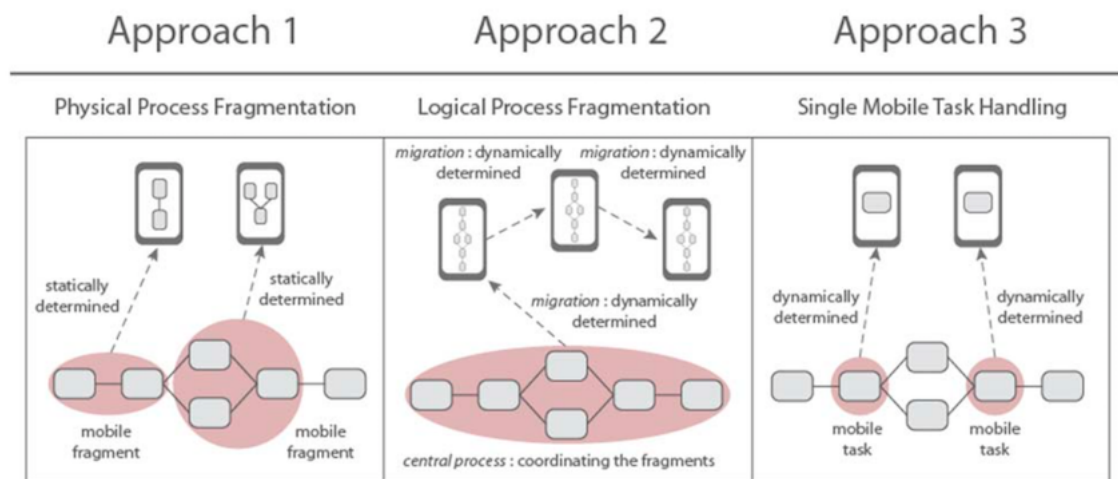 Approach 1
Approach 2
Approach 3
Physical Process Fragmentation
Logical Process Fragmentation
Single Mobile Task Handling
statically
determined
statically
determined
mobile
fragment
mobile
fragment
migration : dynamically
determined
migration : dynamically
determined
migration : dynamically
determined
central process : coordinating the fragments
dynamically
determined
dynamically
determined
mobile
task
mobile
task